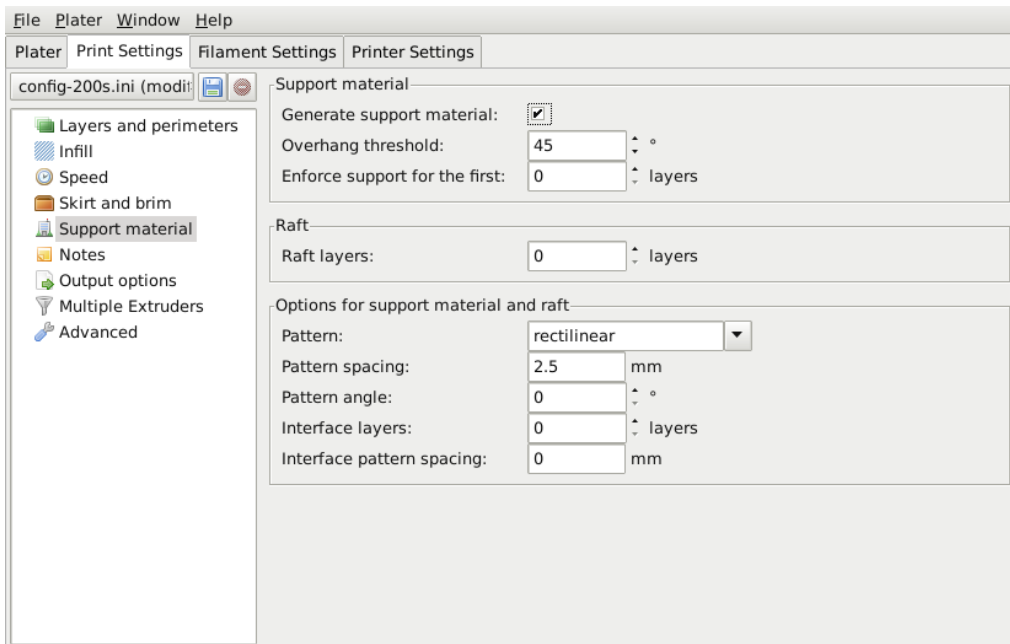 File Plater Window Help
Plater Print Settings Filament Settings Printer Settings
config-200s.ini (modif
Layers and perimeters
Infill
Speed
Skirt and brim
Support material
Notes
Output options
Multiple Extruders
Advanced
Support material
Generate support material:
Overhang threshold: 45 °
Enforce support for the first: 0 layers
Raft
Raft layers: 0 layers
Options for support material and raft
Pattern: rectilinear
Pattern spacing: 2.5 mm
Pattern angle: 0 °
Interface layers: 0 layers
Interface pattern spacing: 0 mm